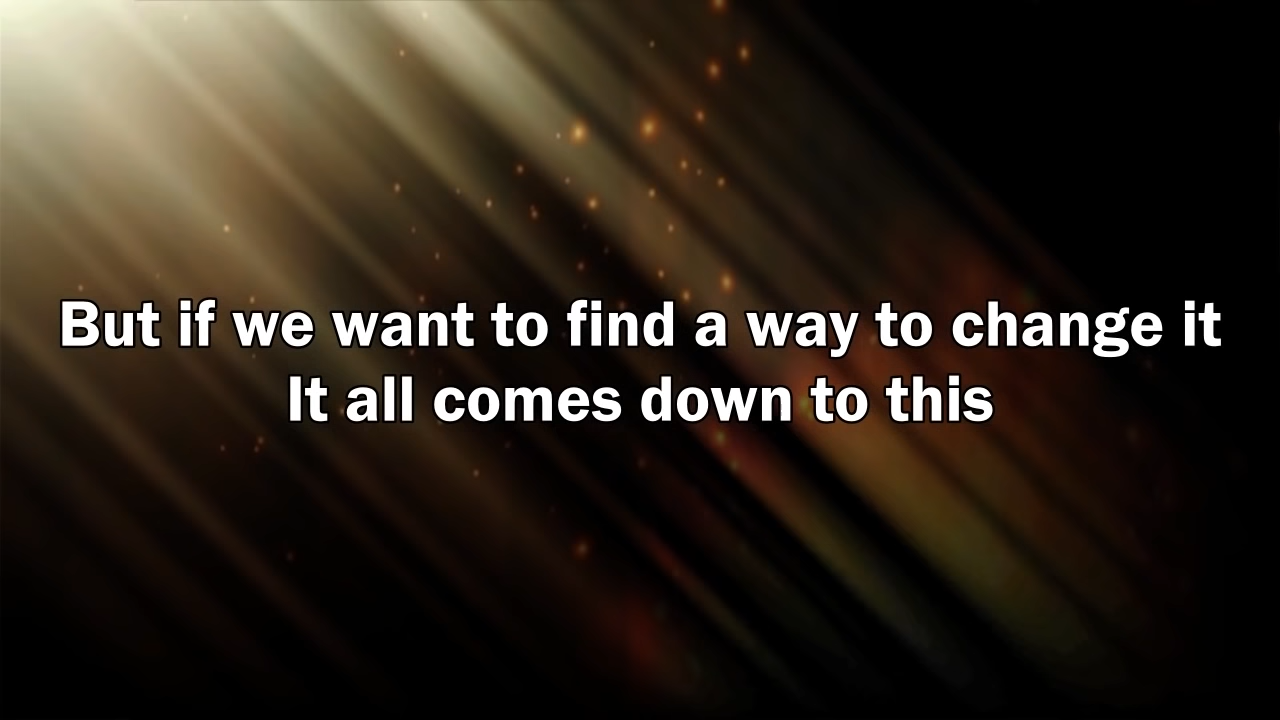 But if we want to find a way to change it
It all comes down to this